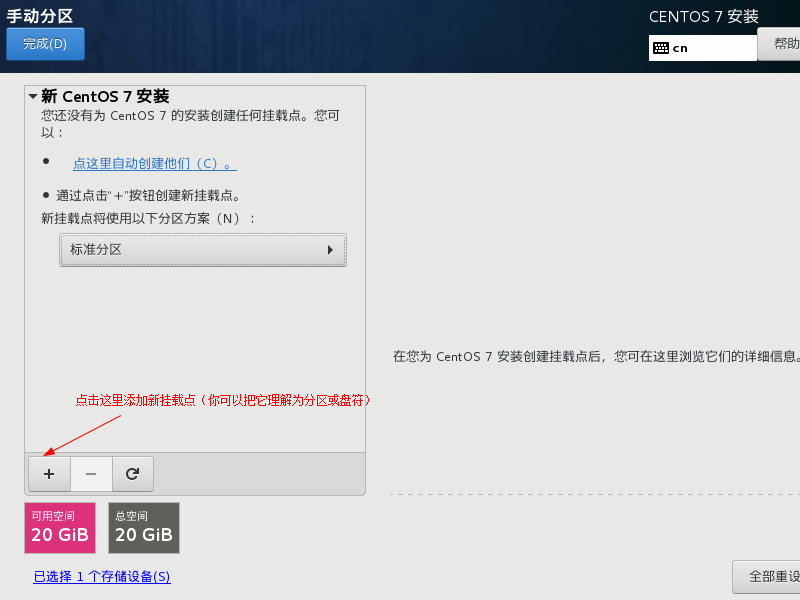 手动分区
CENTOS 7 安装
完成(D)
cn
帮助
新 CentOS 7 安装
您还没有为 CentOS 7 的安装创建任何挂载点。您可
以：
点这里自动创建他们（C）。
通过点击"+"按钮创建新挂载点。
新挂载点将使用以下分区方案（N）：
标准分区
在您为 CentOS 7 安装创建挂载点后，您可在这里浏览它们的详细信息。
点击这里添加新挂载点（你可以把它理解为分区或盘符）
+ −
可用空间
20 GiB
总空间
20 GiB
已选择 1 个存储设备(S)
全部重设